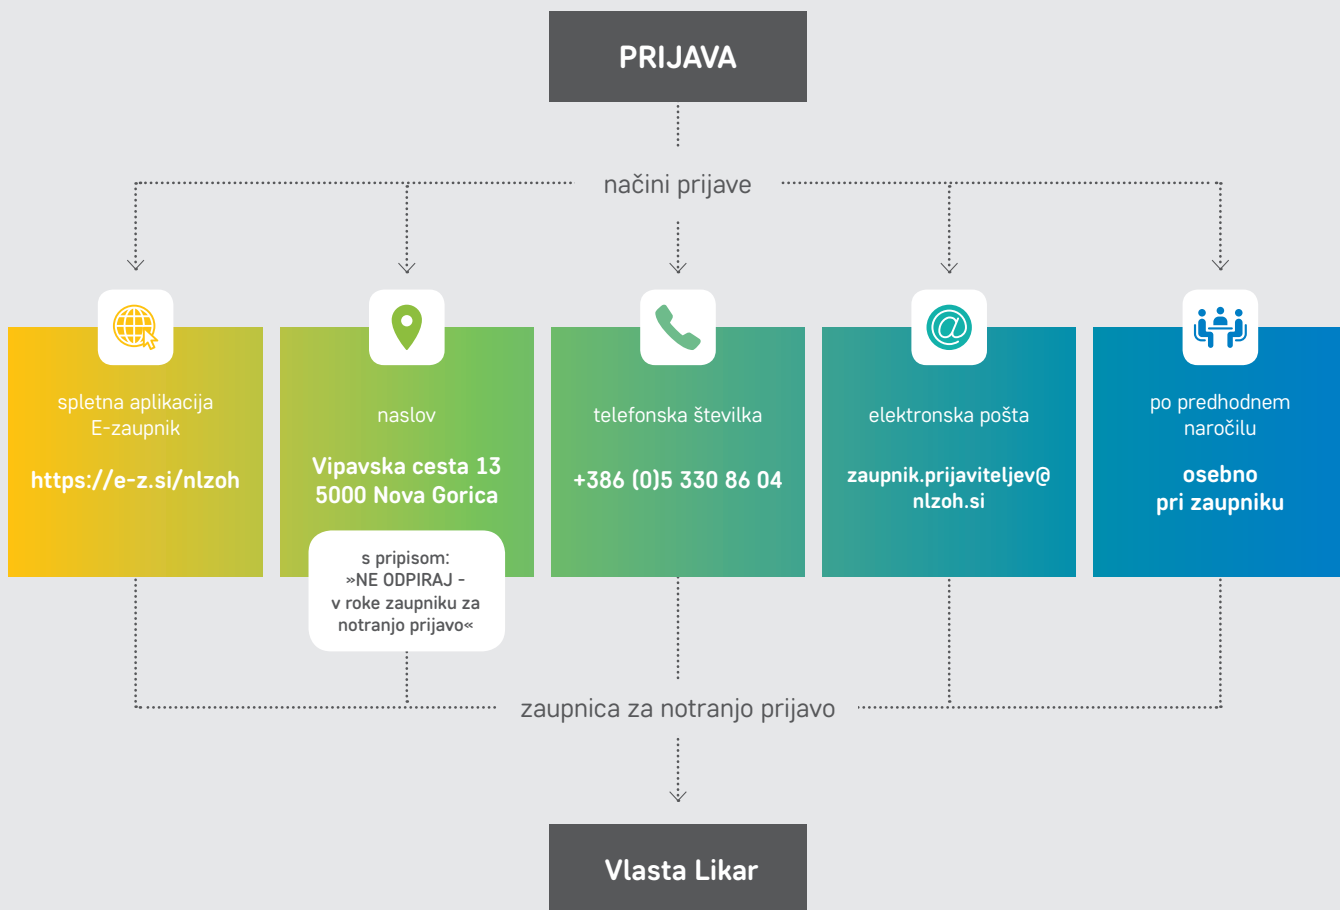 PRIJAVA
načini prijave
spletna aplikacija
E-zaupnik
https://e-z.si/nlzoh
naslov
Vipavska cesta 13
5000 Nova Gorica
s pripisom:
»NE ODPIRAJ -
v roke zaupniku za
notranjo prijavo«
telefonska številka
+386 (0)5 330 86 04
elektronska pošta
zaupnik.prijaviteljev@
nlzoh.si
po predhodnem
naročilu
osebno
pri zaupniku
zaupnica za notranjo prijavo
Vlasta Likar